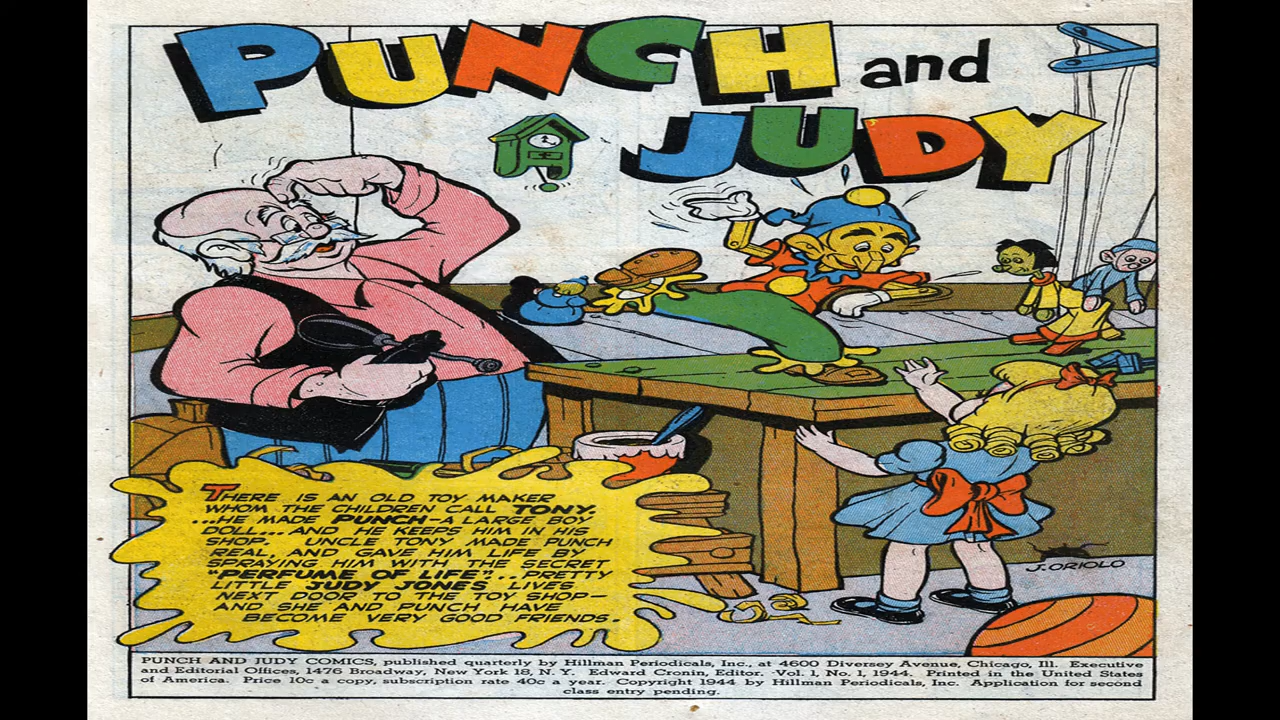 PUNCH and
JUDY
THERE IS AN OLD TOY MAKER
WHOM THE CHILDREN CALL TONY.
...HE MADE PUNCH—A LARGE BOY
DOLL... AND HE KEEPS HIM IN HIS
SHOP. UNCLE TONY MADE PUNCH
REAL, AND GAVE HIM LIFE BY
SPRAYING HIM WITH THE SECRET
"PERFUME OF LIFE"... PRETTY
LITTLE JUDY JONES LIVES
NEXT DOOR TO THE TOY SHOP—
AND SHE AND PUNCH HAVE
BECOME VERY GOOD FRIENDS.
J. ORIOLO
PUNCH AND JUDY COMICS, published quarterly by Hillman Periodicals, Inc., at 4600 Diversey Avenue, Chicago, Ill. Executive
and Editorial Offices, 1476 Broadway, New York 18, N. Y. Edward Cronin, Editor. Vol. 1, No. 1, 1944. Printed in the United States
of America. Price 10c a copy, subscription rate 40c a year. Copyright 1944 by Hillman Periodicals, Inc. Application for second
class entry pending.